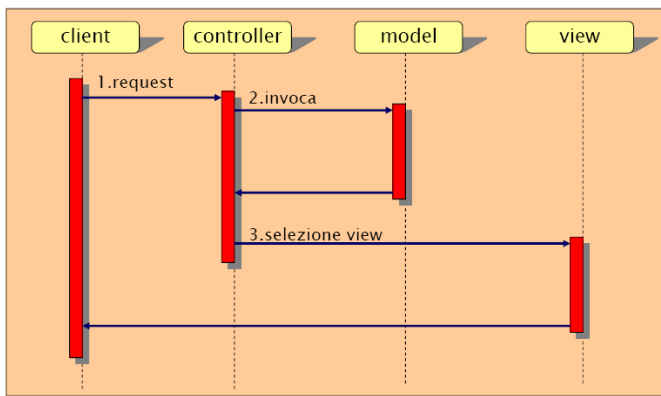 client
controller
model
view
1.request
2.invoca
3.selezione view